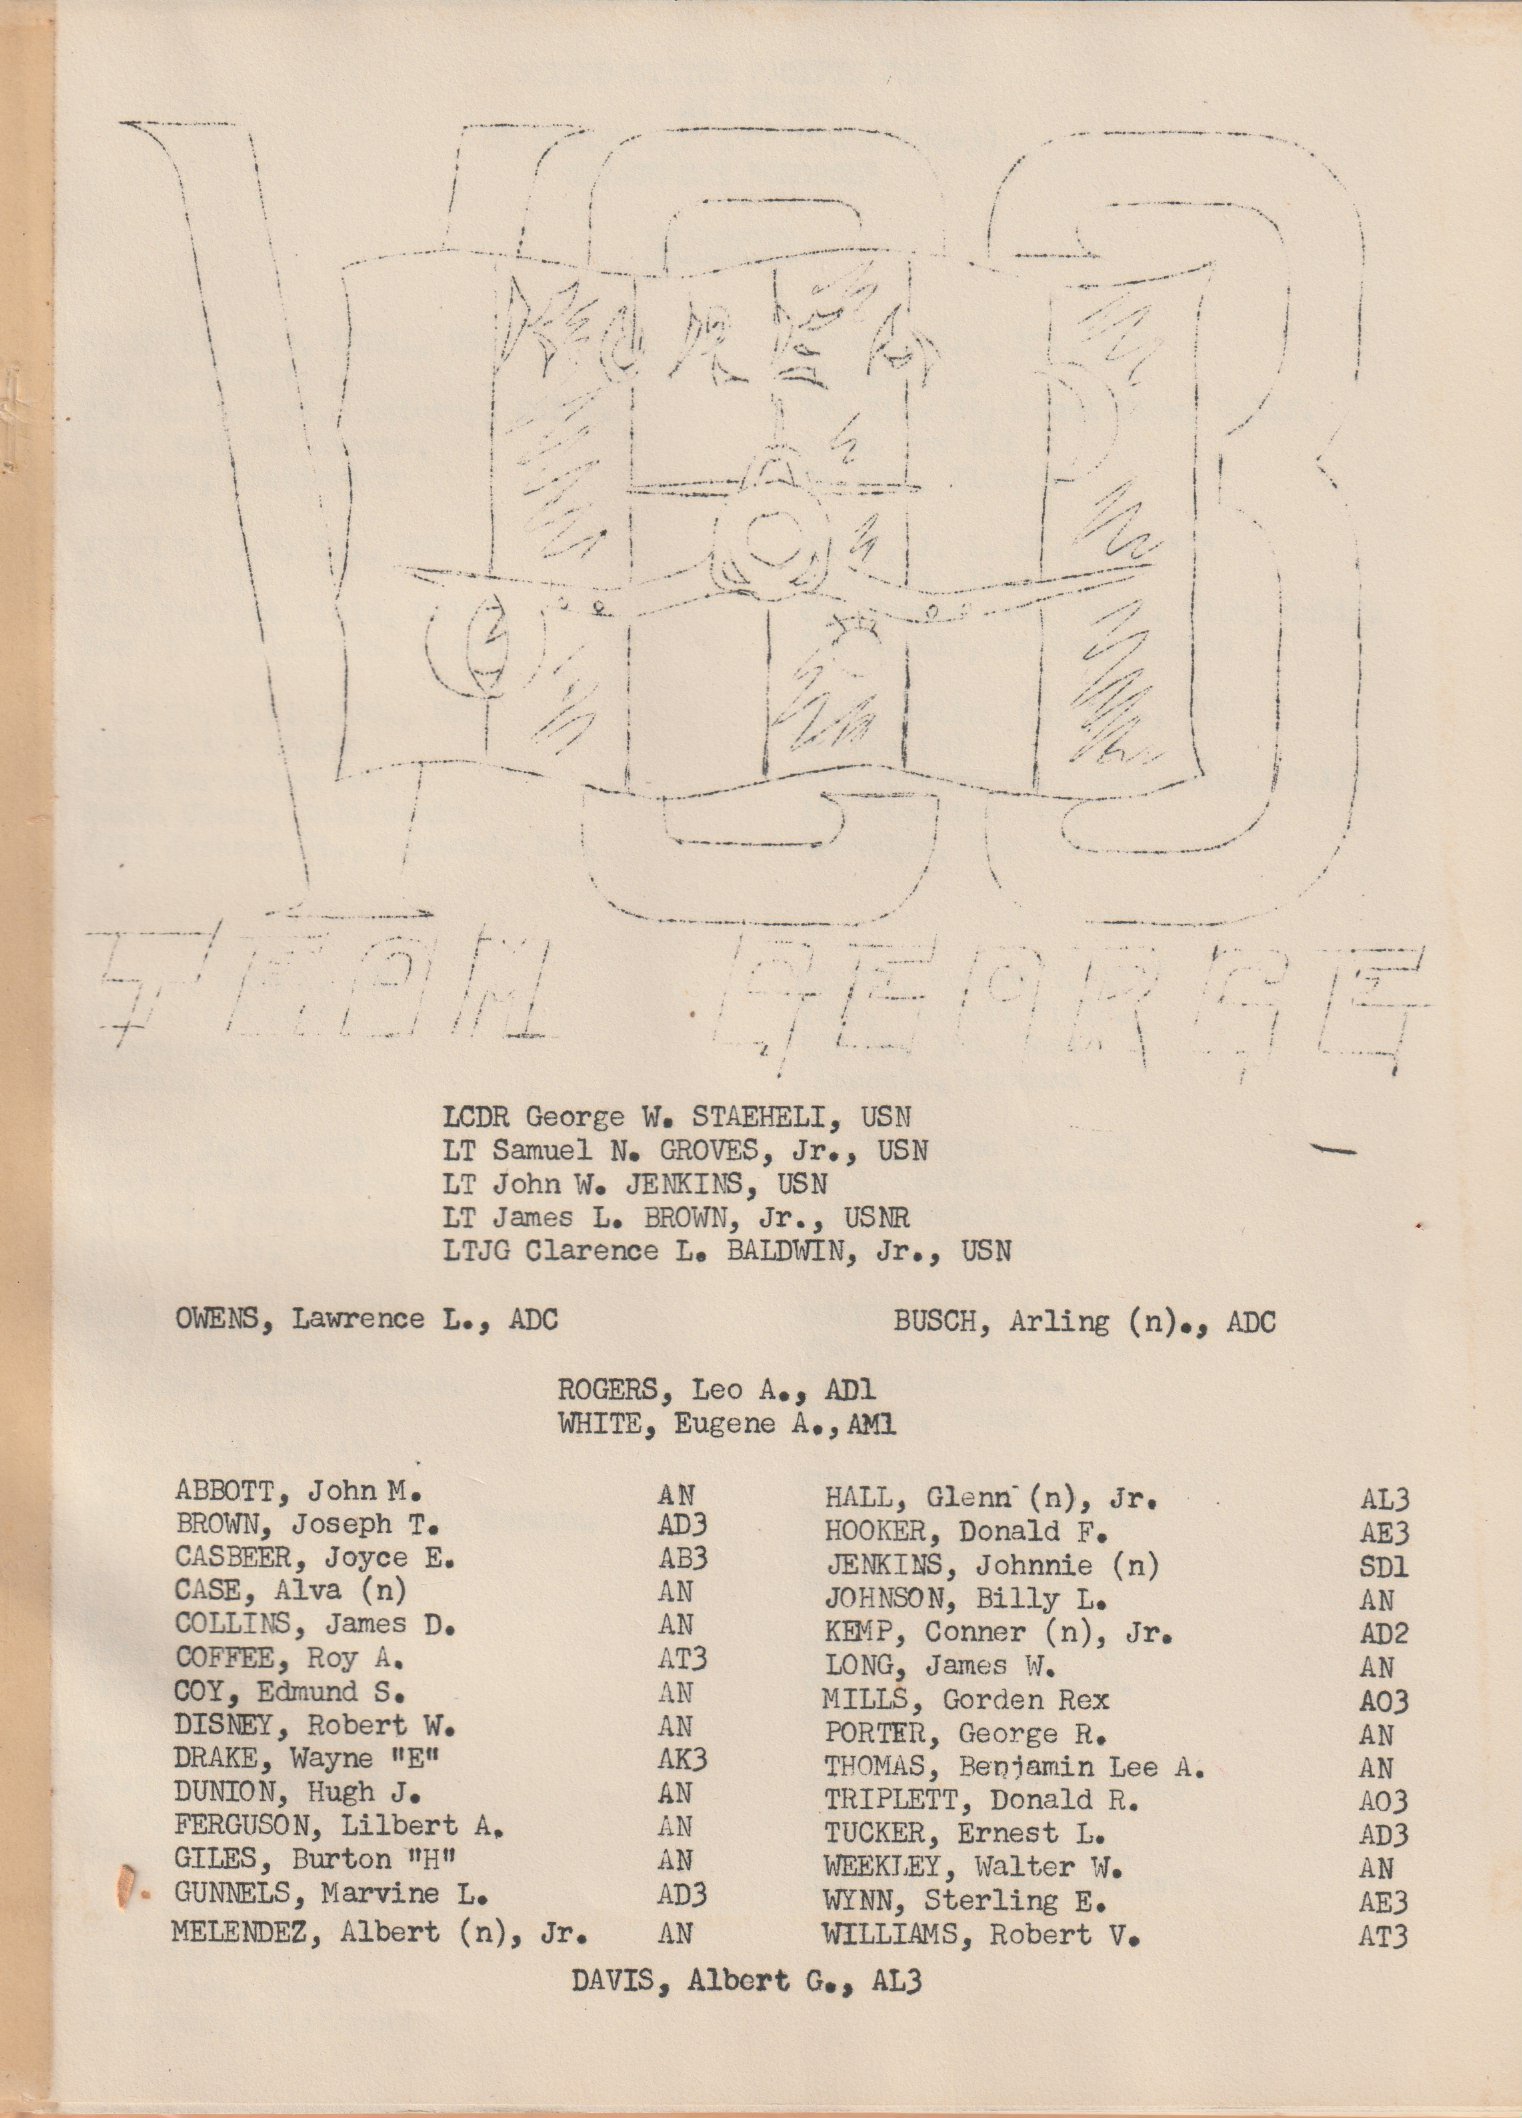 VC3
TEAM GEORGE
LCDR George W. STAEHELI, USN
LT Samuel N. GROVES, Jr., USN
LT John W. JENKINS, USN
LT James L. BROWN, Jr., USNR
LTJG Clarence L. BALDWIN, Jr., USN
OWENS, Lawrence L., ADC BUSCH, Arling (n)., ADC
ROGERS, Leo A., AD1
WHITE, Eugene A., AM1
ABBOTT, John M. AN HALL, Glenn (n), Jr. AL3
BROWN, Joseph T. AD3 HOOKER, Donald F. AE3
CASBEER, Joyce E. AB3 JENKINS, Johnnie (n) SD1
CASE, Alva (n) AN JOHNSON, Billy L. AN
COLLINS, James D. AN KEMP, Conner (n), Jr. AD2
COFFEE, Roy A. AT3 LONG, James W. AN
COY, Edmund S. AN MILLS, Gorden Rex AO3
DISNEY, Robert W. AN PORTER, George R. AN
DRAKE, Wayne "E" AK3 THOMAS, Benjamin Lee A. AN
DUNION, Hugh J. AN TRIPLETT, Donald R. AO3
FERGUSON, Lilbert A. AN TUCKER, Ernest L. AD3
GILES, Burton "H" AN WEEKLEY, Walter W. AN
GUNNELS, Marvine L. AD3 WYNN, Sterling E. AE3
MELENDEZ, Albert (n), Jr. AN WILLIAMS, Robert V. AT3
DAVIS, Albert G., AL3